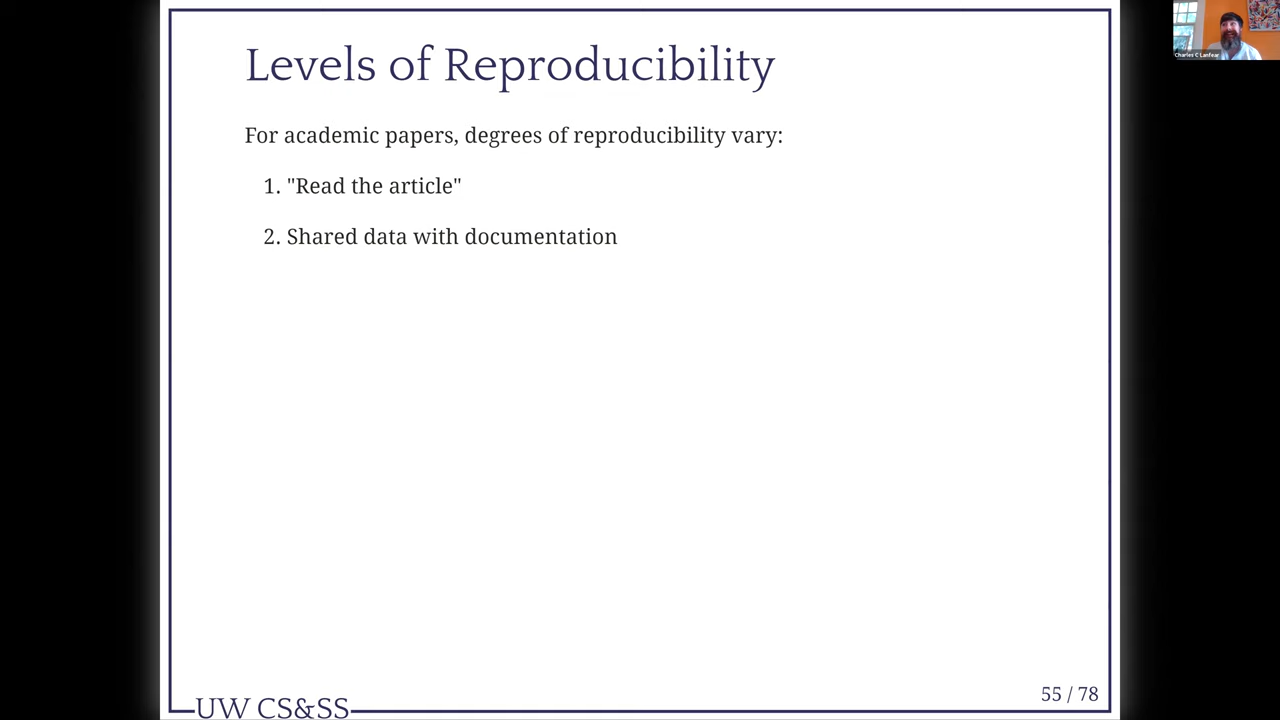 Levels of Reproducibility
For academic papers, degrees of reproducibility vary:
1. "Read the article"
2. Shared data with documentation
55 / 78
UW CS&SS
Charles C Lanfear